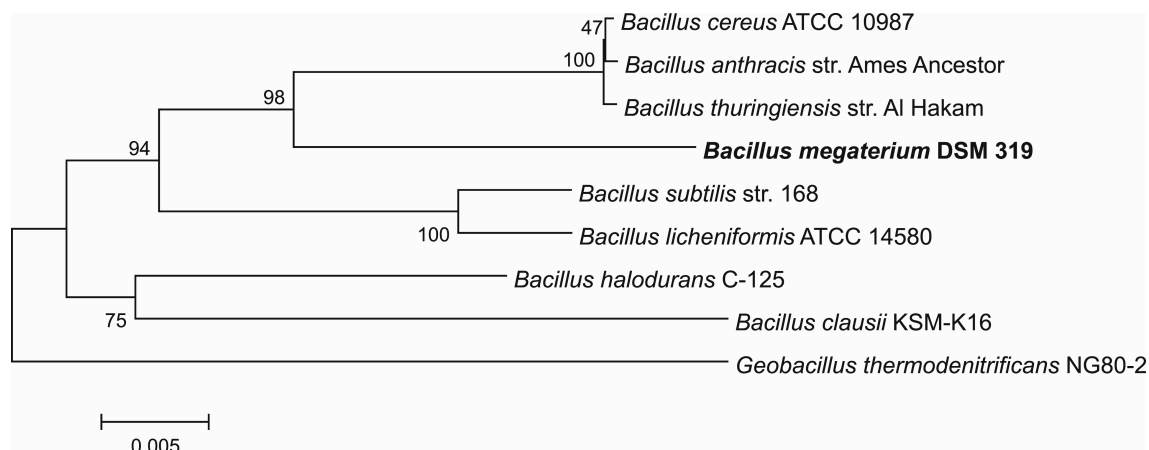 47 Bacillus cereus ATCC 10987
100 Bacillus anthracis str. Ames Ancestor
Bacillus thuringiensis str. Al Hakam
98
94 Bacillus megaterium DSM 319
Bacillus subtilis str. 168
100 Bacillus licheniformis ATCC 14580
Bacillus halodurans C-125
75 Bacillus clausii KSM-K16
Geobacillus thermodenitrificans NG80-2
0.005